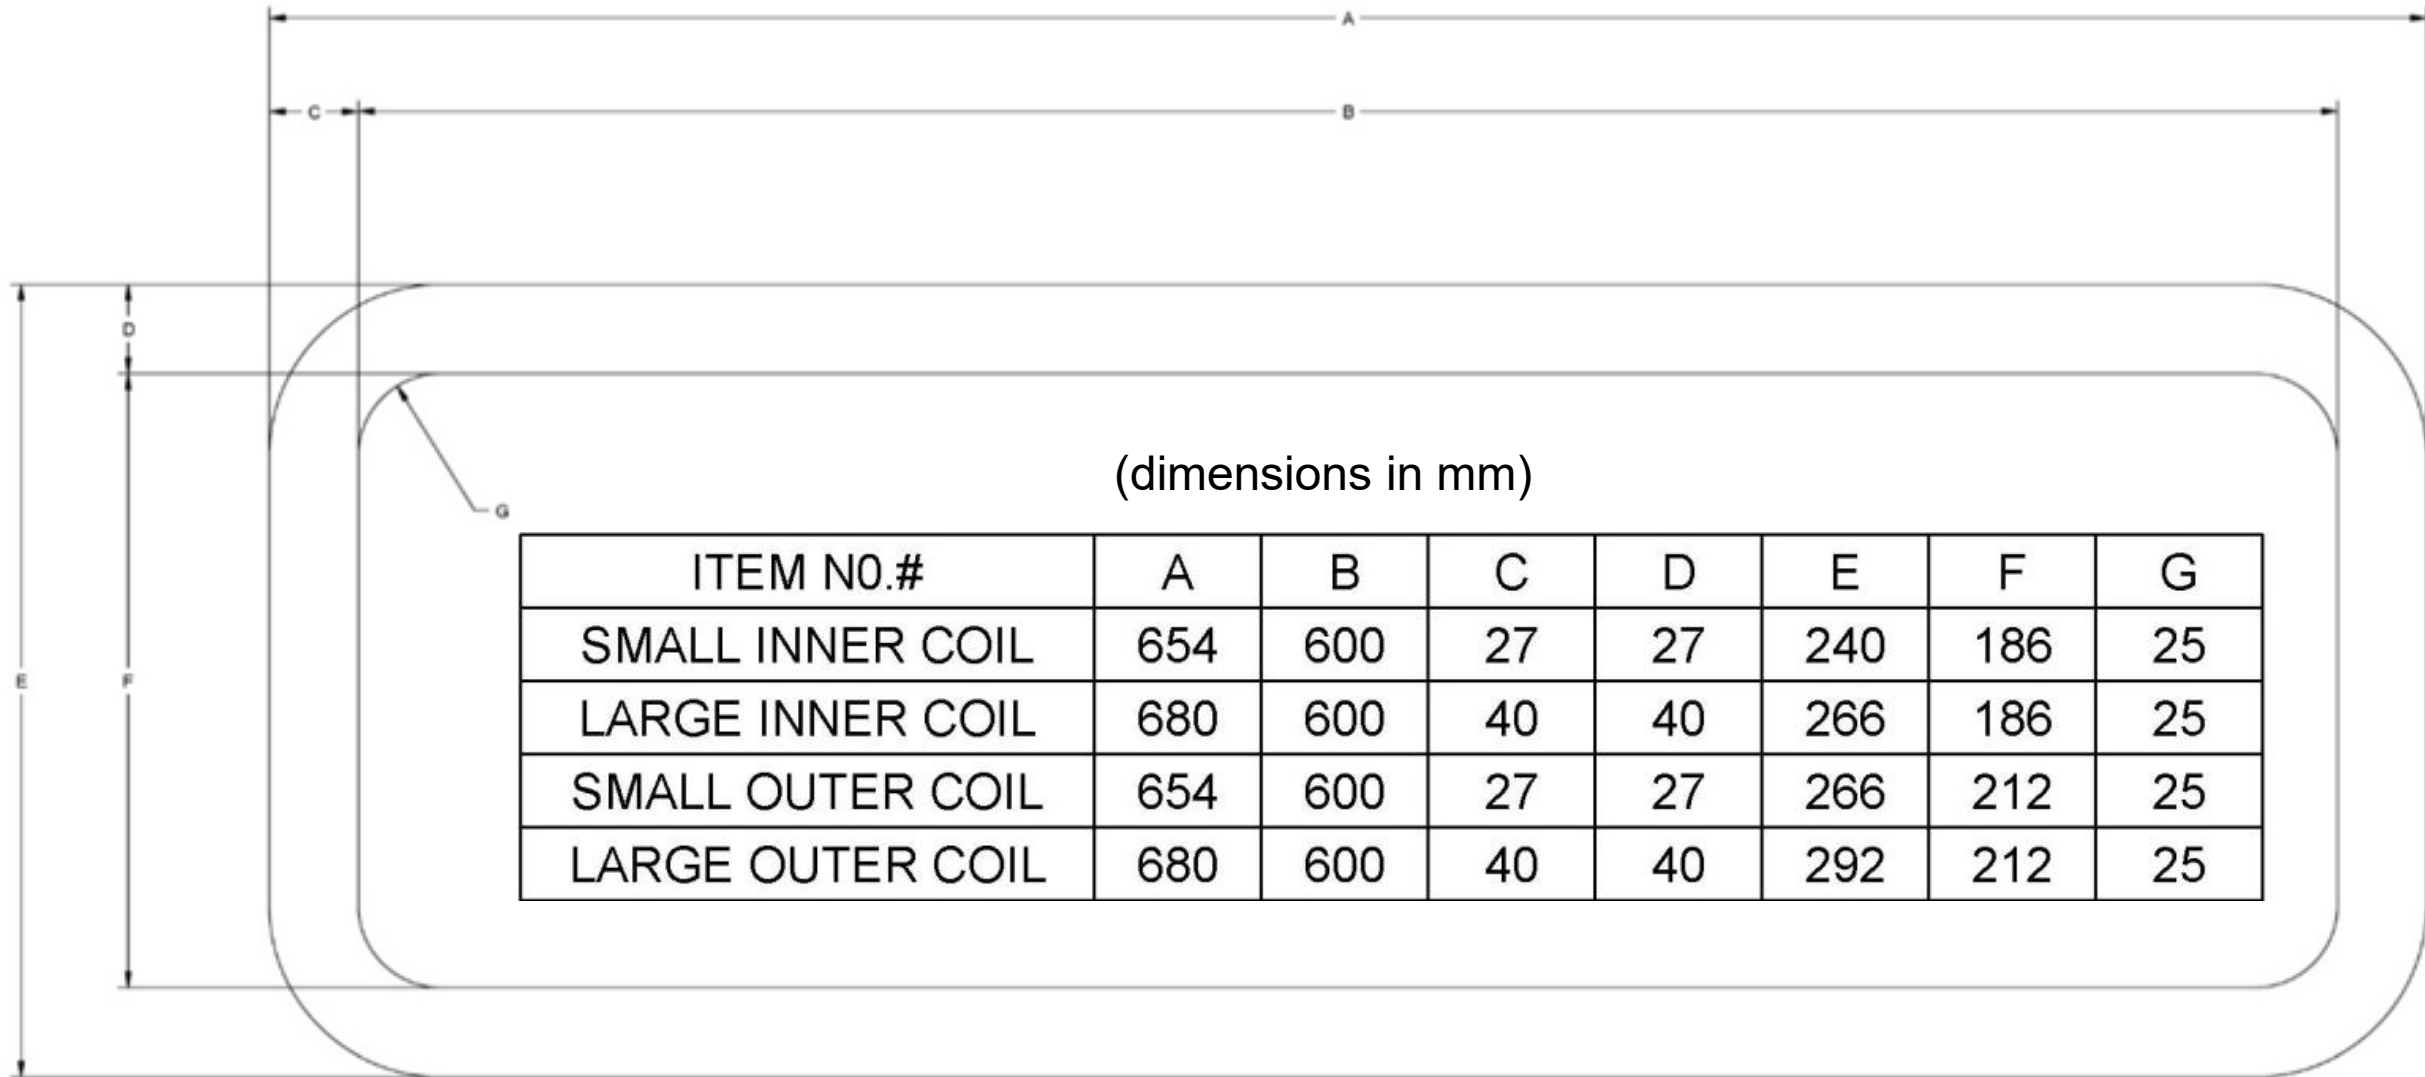 A
C B
D
(dimensions in mm)
G
ITEM N0.# A B C D E F G
SMALL INNER COIL 654 600 27 27 240 186 25
LARGE INNER COIL 680 600 40 40 266 186 25
E F
SMALL OUTER COIL 654 600 27 27 266 212 25
LARGE OUTER COIL 680 600 40 40 292 212 25